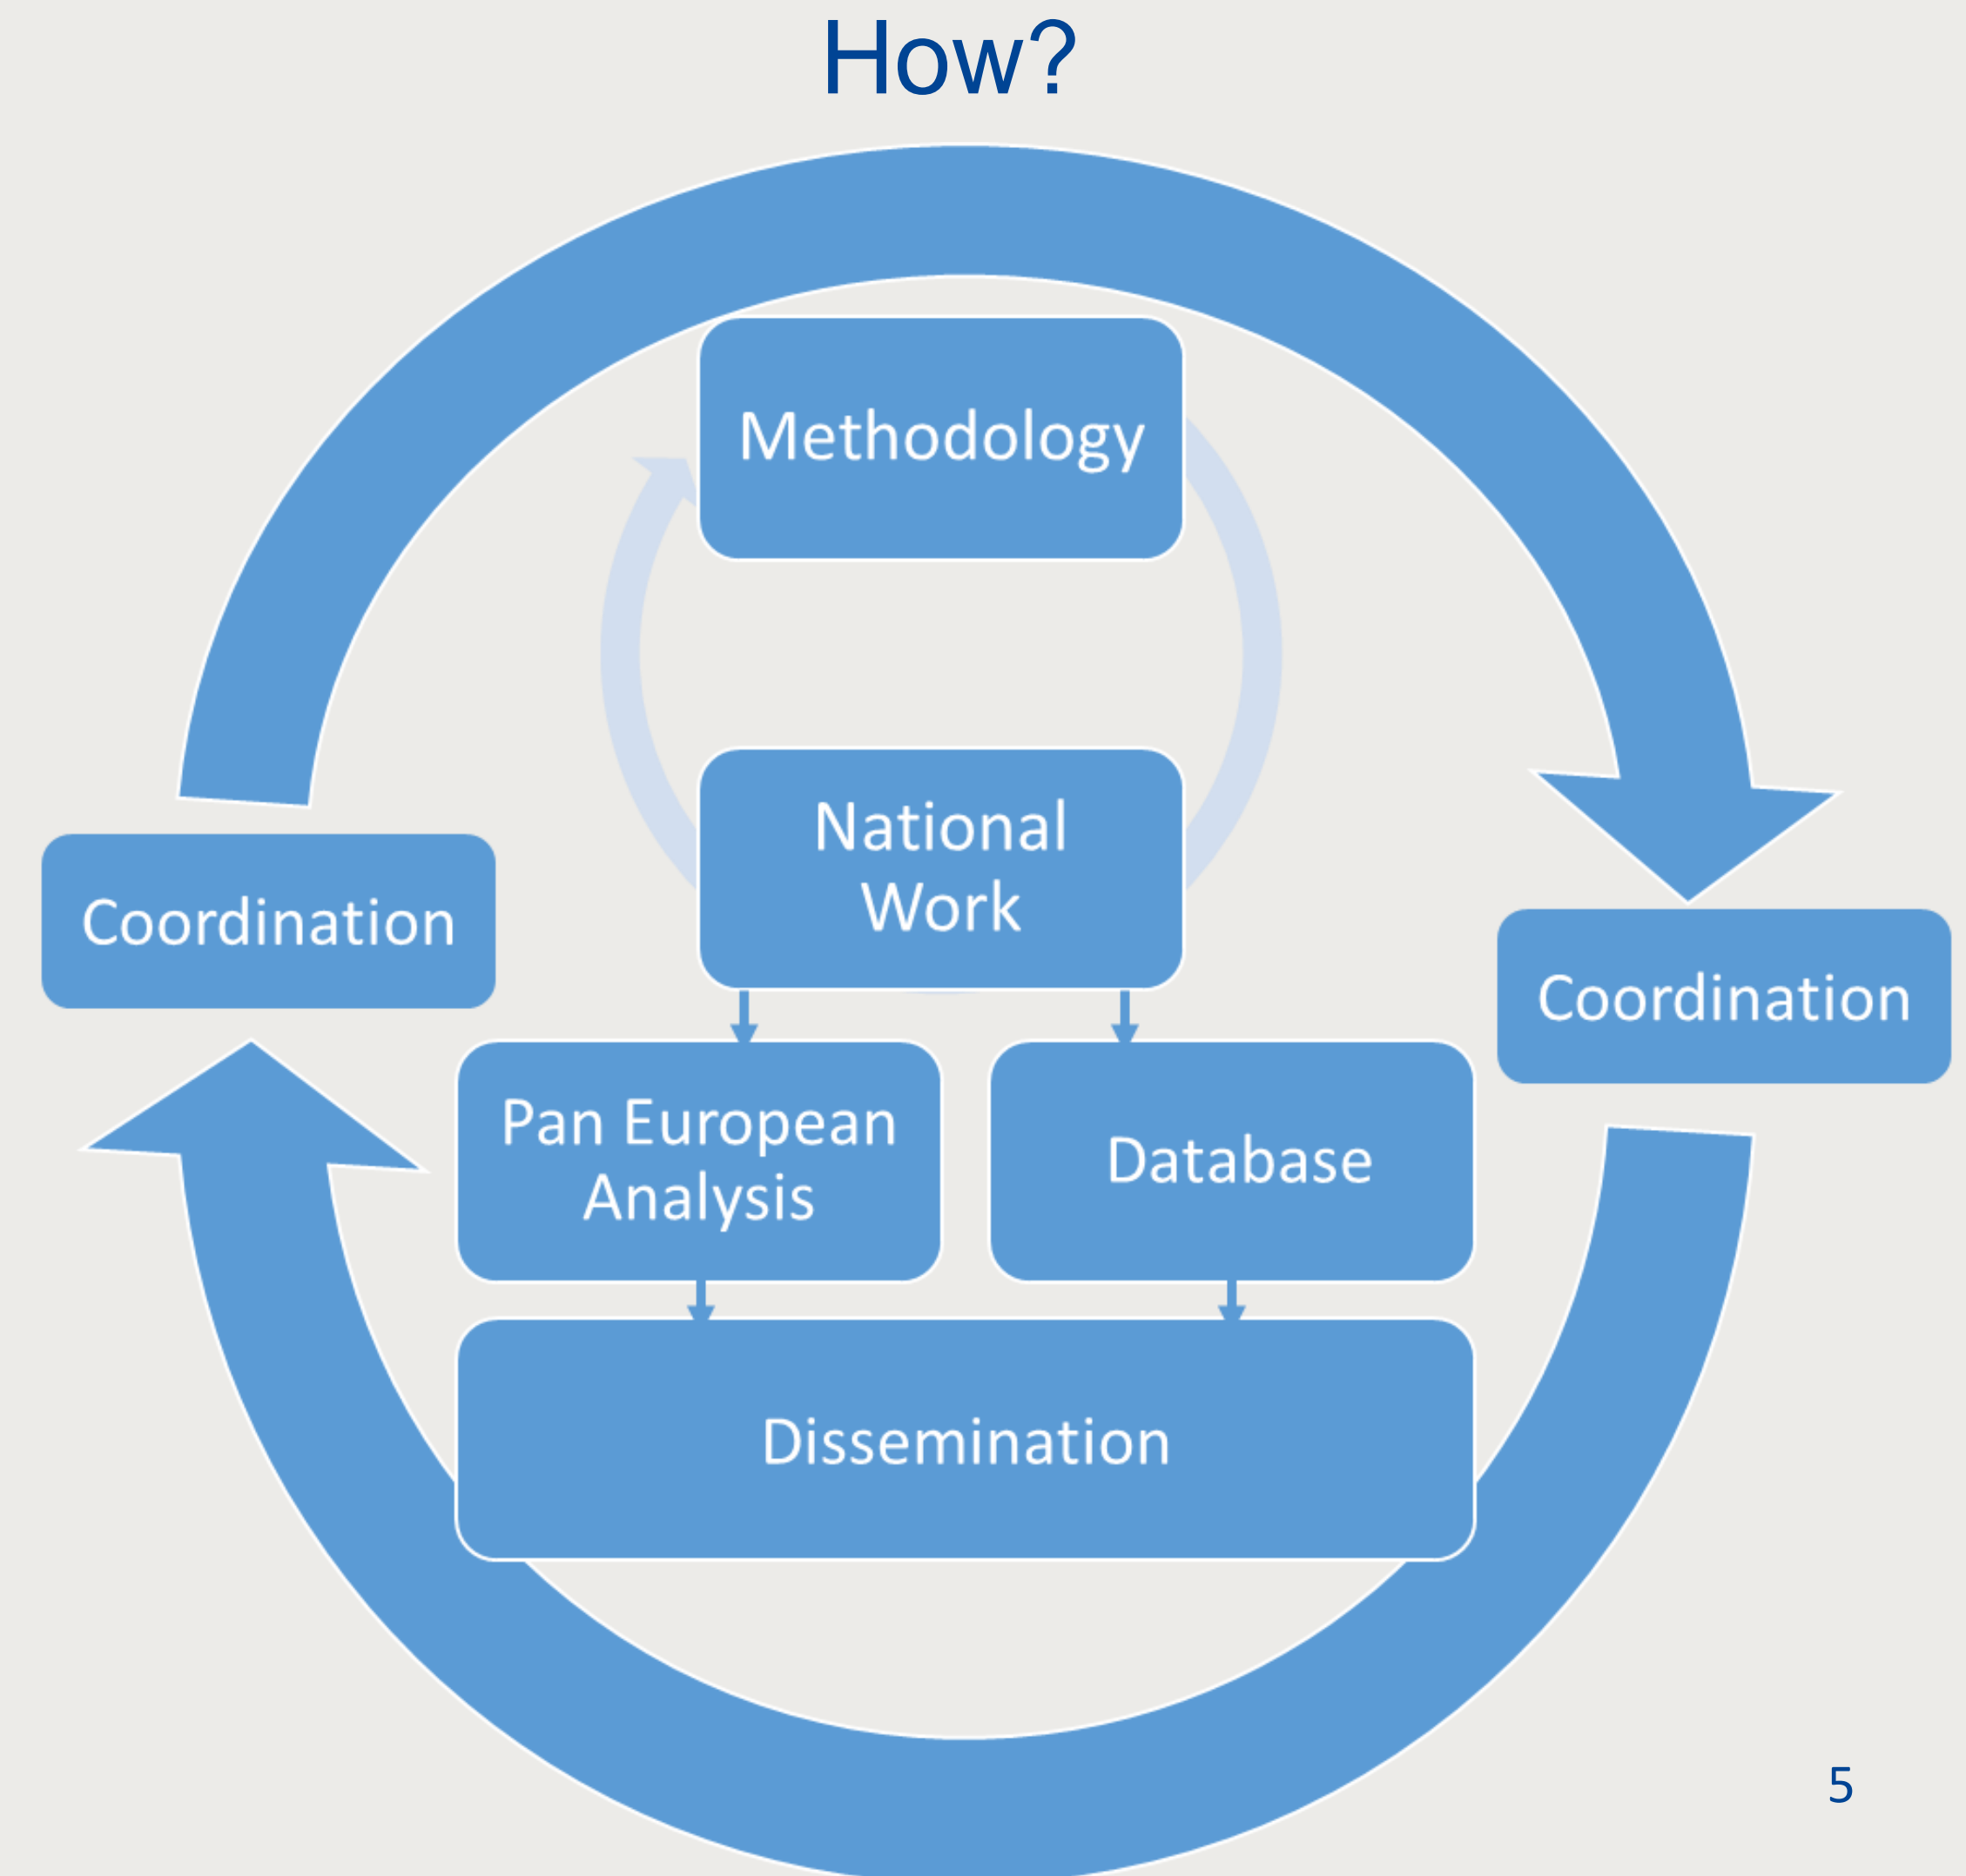 How?
Methodology
National
Work
Coordination
Coordination
Pan European
Analysis
Database
Dissemination
5